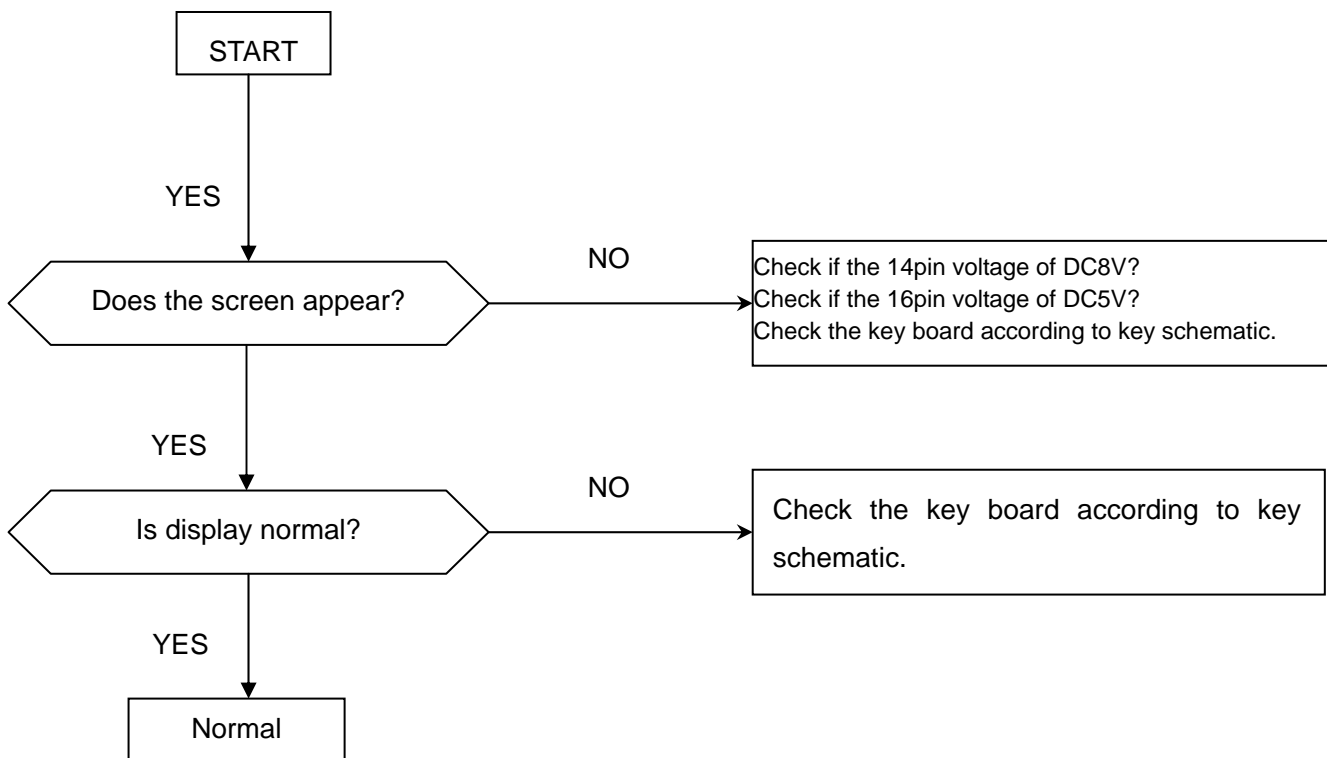 START
YES
NO
Does the screen appear?
Check if the 14pin voltage of DC8V?
Check if the 16pin voltage of DC5V?
Check the key board according to key schematic.
YES
NO
Is display normal?
Check the key board according to key
schematic.
YES
Normal